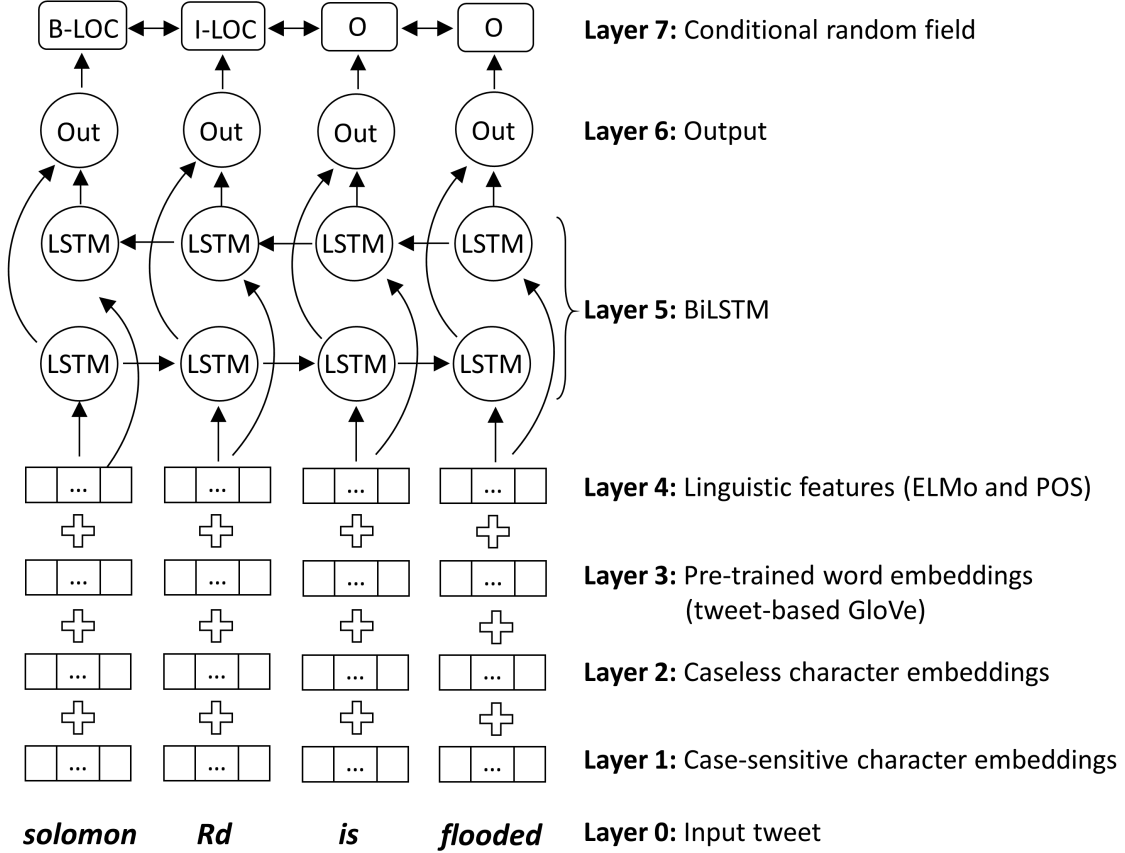 B-LOC I-LOC O O Layer 7: Conditional random field
Out Out Out Out Layer 6: Output
LSTM LSTM LSTM LSTM
Layer 5: BiLSTM
LSTM LSTM LSTM LSTM
... ... ... ... Layer 4: Linguistic features (ELMo and POS)
... ... ... ... Layer 3: Pre-trained word embeddings
(tweet-based GloVe)
... ... ... ... Layer 2: Caseless character embeddings
... ... ... ... Layer 1: Case-sensitive character embeddings
solomon Rd is flooded Layer 0: Input tweet